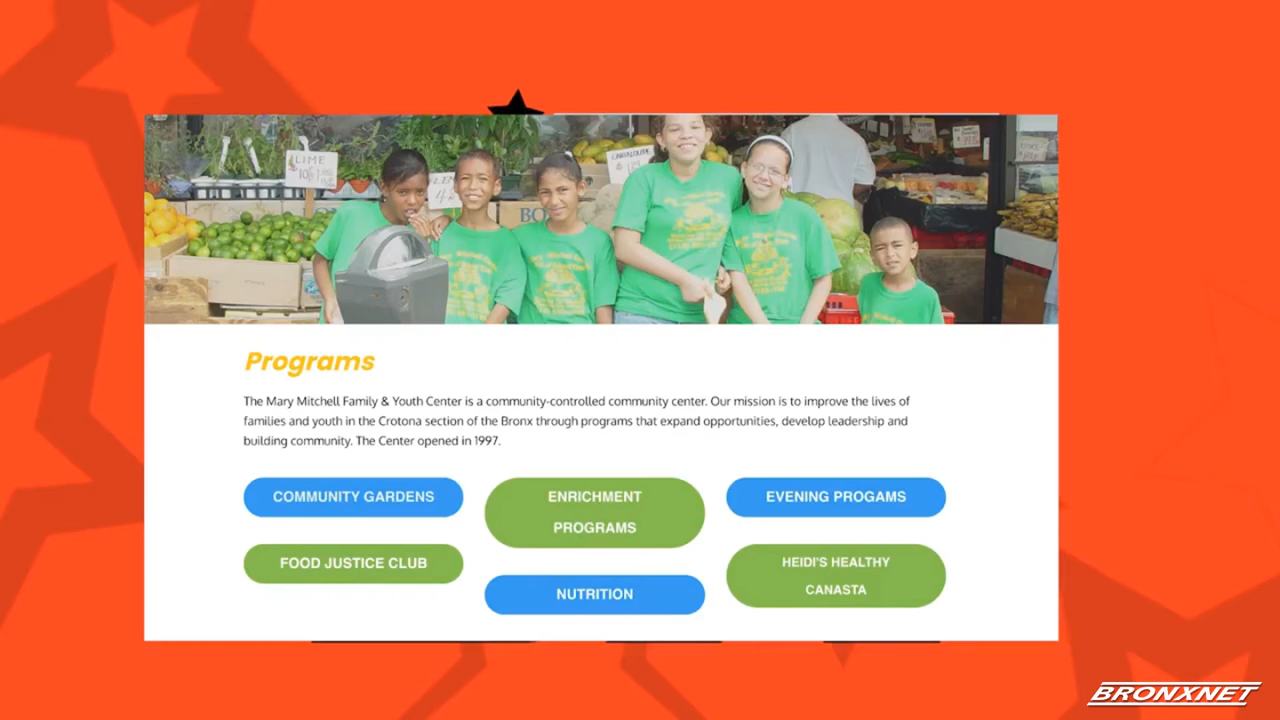 LIME
Programs
The Mary Mitchell Family & Youth Center is a community-controlled community center. Our mission is to improve the lives of
families and youth in the Crotona section of the Bronx through programs that expand opportunities, develop leadership and
building community. The Center opened in 1997.
COMMUNITY GARDENS
ENRICHMENT
PROGRAMS
EVENING PROGAMS
FOOD JUSTICE CLUB
NUTRITION
HEIDI'S HEALTHY
CANASTA
BRONXNET